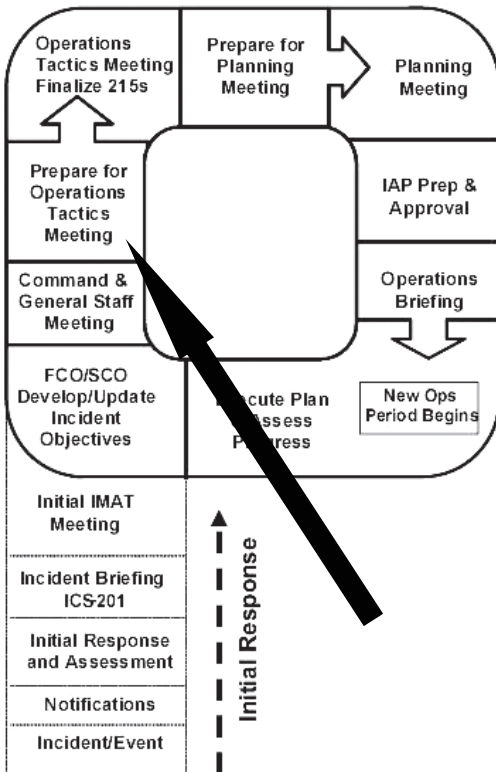 Operations
Tactics Meeting
Finalize 215s
Prepare for
Planning
Meeting
Planning
Meeting
Prepare for
Operations
Tactics
Meeting
IAP Prep &
Approval
Command &
General Staff
Meeting
Operations
Briefing
FCO/SCO
Develop/Update
Incident
Objectives
Plan
Assess
New Ops
Period Begins
Initial IMAT
Meeting
Incident Briefing
ICS-201
Initial Response
and Assessment
Notifications
Incident/Event
Initial Response